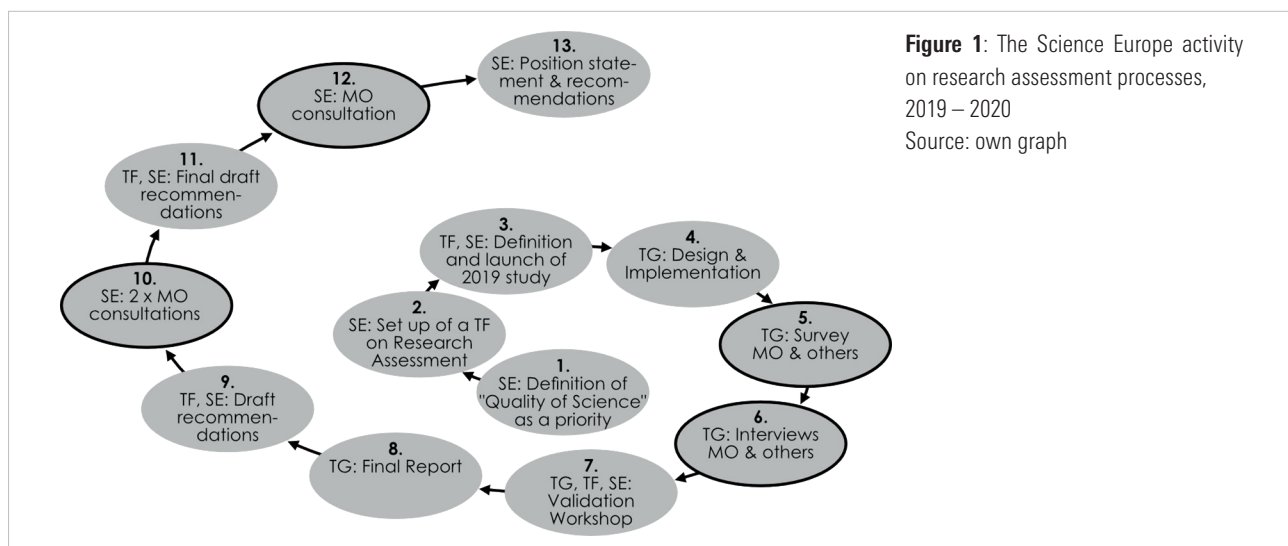 Figure 1: The Science Europe activity
on research assessment processes,
2019 – 2020
Source: own graph
1.
SE: Definition of
"Quality of Science"
as a priority
2.
SE: Set up of a TF
on Research
Assessment
3.
TF, SE: Definition
and launch of
2019 study
4.
TG: Design &
Implementation
5.
TG: Survey
MO & others
6.
TG: Interviews
MO & others
7.
TG, TF, SE:
Validation
Workshop
8.
TG: Final Report
9.
TF, SE: Draft
recommen-
dations
10.
SE: 2 x MO
consultations
11.
TF, SE: Final draft
recommen-
dations
12.
SE: MO
consultation
13.
SE: Position state-
ment & recom-
mendations